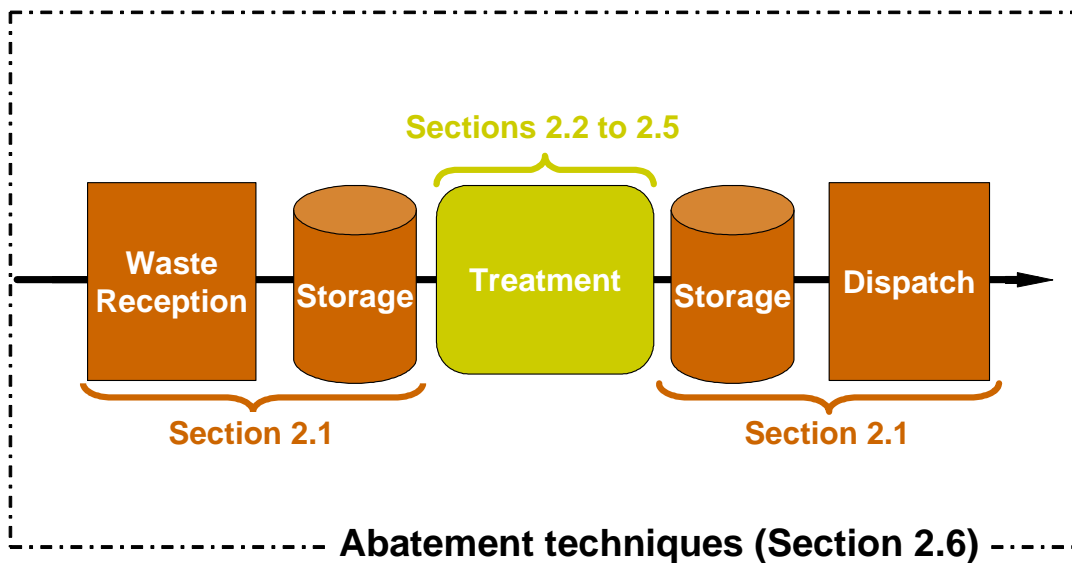 Sections 2.2 to 2.5
Waste
Reception
Storage
Treatment
Storage
Dispatch
Section 2.1
Section 2.1
Abatement techniques (Section 2.6)